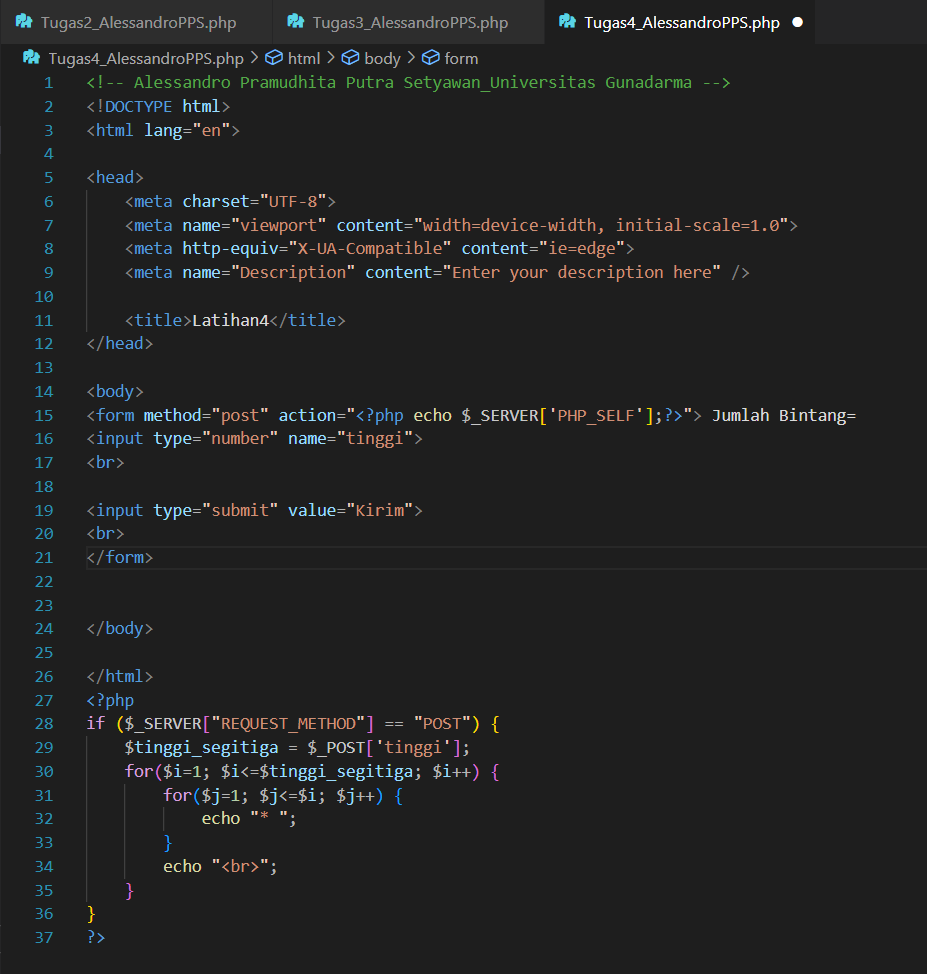 Tugas2_AlessandroPPS.php Tugas3_AlessandroPPS.php Tugas4_AlessandroPPS.php
Tugas4_AlessandroPPS.php > html > body > form
1 <!-- Alessandro Pramudhita Putra Setyawan_Universitas Gunadarma -->
2 <!DOCTYPE html>
3 <html lang="en">
4
5 <head>
6     <meta charset="UTF-8">
7     <meta name="viewport" content="width=device-width, initial-scale=1.0">
8     <meta http-equiv="X-UA-Compatible" content="ie=edge">
9     <meta name="Description" content="Enter your description here" />
10
11     <title>Latihan4</title>
12 </head>
13
14 <body>
15 <form method="post" action="<?php echo $_SERVER['PHP_SELF'];?>"> Jumlah Bintang=
16 <input type="number" name="tinggi">
17 <br>
18
19 <input type="submit" value="Kirim">
20 <br>
21 </form>
22
23
24 </body>
25
26 </html>
27 <?php
28 if ($_SERVER["REQUEST_METHOD"] == "POST") {
29     $tinggi_segitiga = $_POST['tinggi'];
30     for($i=1; $i<=$tinggi_segitiga; $i++) {
31         for($j=1; $j<=$i; $j++) {
32             echo "* ";
33         }
34         echo "<br>";
35     }
36 }
37 ?>